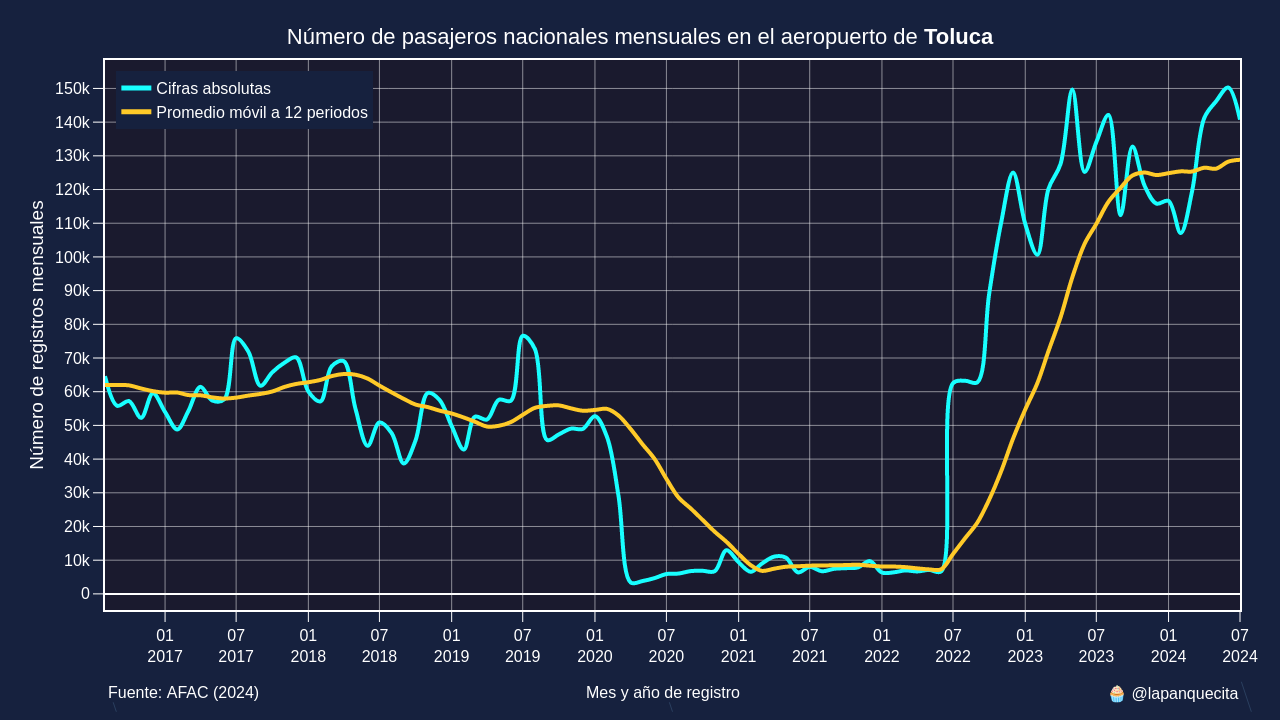 Número de pasajeros nacionales mensuales en el aeropuerto de Toluca
Cifras absolutas
Promedio móvil a 12 periodos
Número de registros mensuales
150k
140k
130k
120k
110k
100k
90k
80k
70k
60k
50k
40k
30k
20k
10k
0
01 07 01 07 01 07 01 07 01 07 01 07 01 07 01 07
2017 2017 2018 2018 2019 2019 2020 2020 2021 2021 2022 2022 2023 2023 2024 2024
Fuente: AFAC (2024) Mes y año de registro 🧁 @lapanquecita